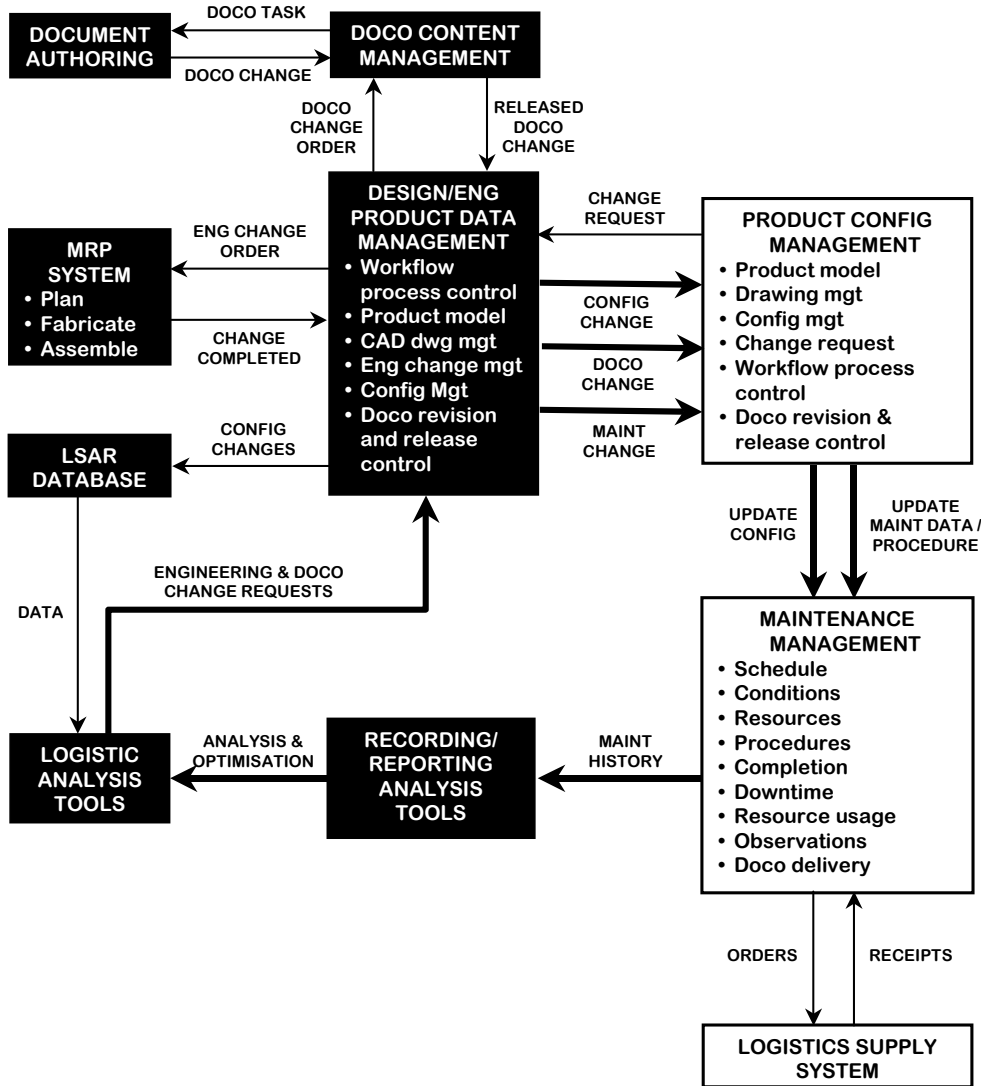 DOCO TASK
DOCUMENT
AUTHORING
DOCO CONTENT
MANAGEMENT
DOCO CHANGE
DOCO
CHANGE
ORDER
RELEASED
DOCO
CHANGE
DESIGN/ENG
PRODUCT DATA
MANAGEMENT
• Workflow
process control
• Product model
• CAD dwg mgt
• Eng change mgt
• Config Mgt
• Doco revision
and release
control
CHANGE
REQUEST
PRODUCT CONFIG
MANAGEMENT
• Product model
• Drawing mgt
• Config mgt
• Change request
• Workflow process
control
• Doco revision &
release control
ENG CHANGE
ORDER
MRP
SYSTEM
• Plan
• Fabricate
• Assemble
CHANGE
COMPLETED
CONFIG
CHANGE
DOCO
CHANGE
MAINT
CHANGE
CONFIG
CHANGES
LSAR
DATABASE
UPDATE
CONFIG
UPDATE
MAINT DATA /
PROCEDURE
ENGINEERING & DOCO
CHANGE REQUESTS
DATA
MAINTENANCE
MANAGEMENT
• Schedule
• Conditions
• Resources
• Procedures
• Completion
• Downtime
• Resource usage
• Observations
• Doco delivery
LOGISTIC
ANALYSIS
TOOLS
ANALYSIS &
OPTIMISATION
RECORDING/
REPORTING
ANALYSIS
TOOLS
MAINT
HISTORY
ORDERS
RECEIPTS
LOGISTICS SUPPLY
SYSTEM